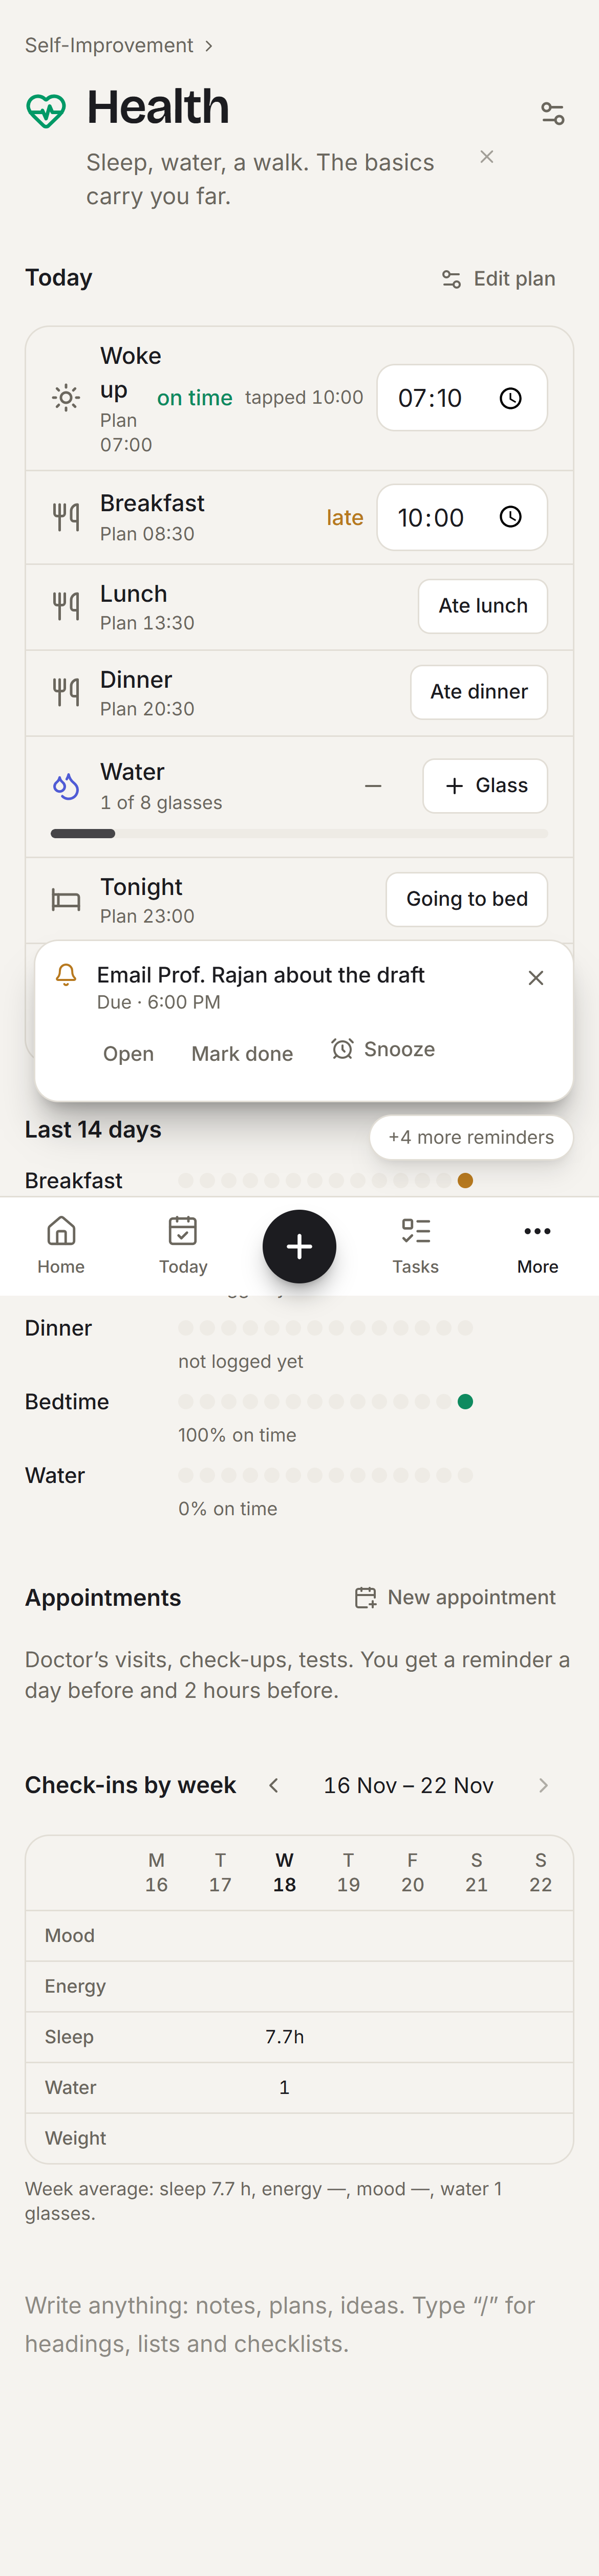 Self-Improvement
Health
Sleep, water, a walk. The basics
carry you far.
Today
Edit plan
Woke
up
Plan
07:00
on time
tapped 10:00
07:10
Breakfast
Plan 08:30
late
10:00
Lunch
Plan 13:30
Ate lunch
Dinner
Plan 20:30
Ate dinner
Water
1 of 8 glasses
Glass
Tonight
Plan 23:00
Going to bed
Email Prof. Rajan about the draft
Due · 6:00 PM
Open
Mark done
Snooze
Last 14 days
+4 more reminders
Breakfast
Home
Today
Tasks
More
Dinner
not logged yet
Bedtime
100% on time
Water
0% on time
Appointments
New appointment
Doctor’s visits, check-ups, tests. You get a reminder a
day before and 2 hours before.
Check-ins by week
16 Nov – 22 Nov
M T W T F S S
16 17 18 19 20 21 22
Mood
Energy
Sleep 7.7h
Water 1
Weight
Week average: sleep 7.7 h, energy —, mood —, water 1
glasses.
Write anything: notes, plans, ideas. Type “/” for
headings, lists and checklists.